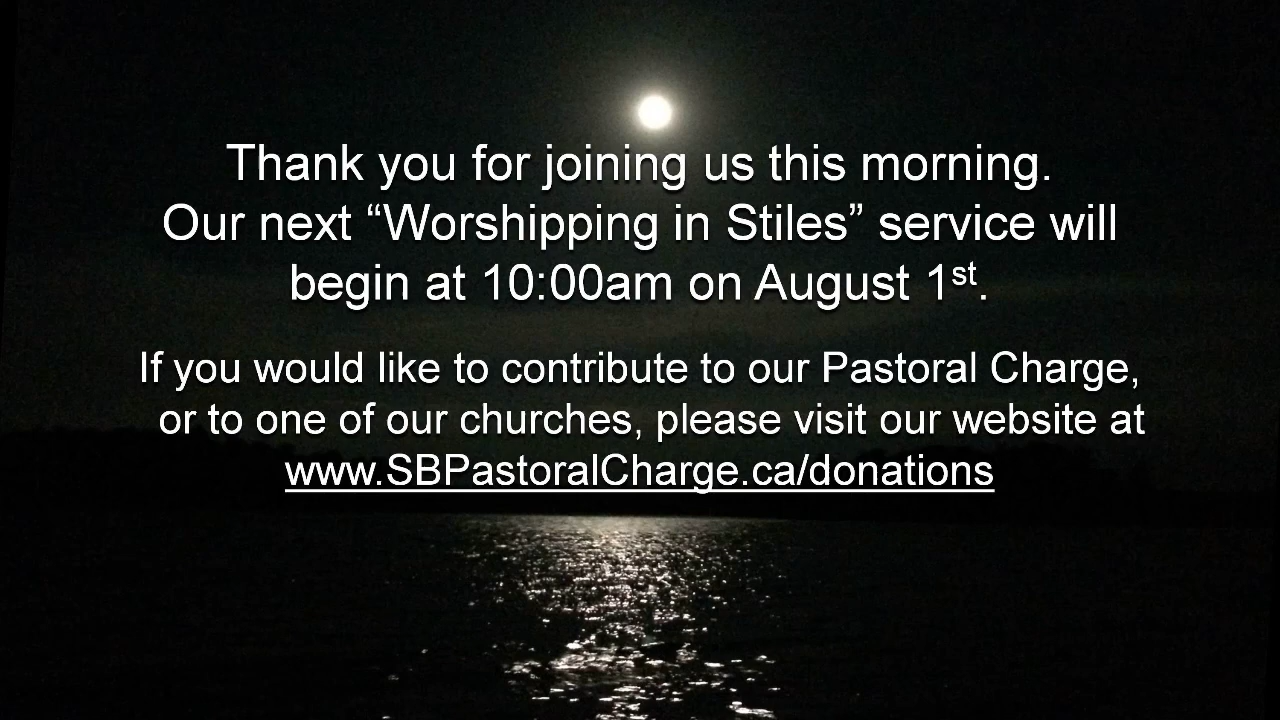 Thank you for joining us this morning.
Our next “Worshipping in Stiles” service will
begin at 10:00am on August 1st.
If you would like to contribute to our Pastoral Charge,
or to one of our churches, please visit our website at
www.SBPastoralCharge.ca/donations